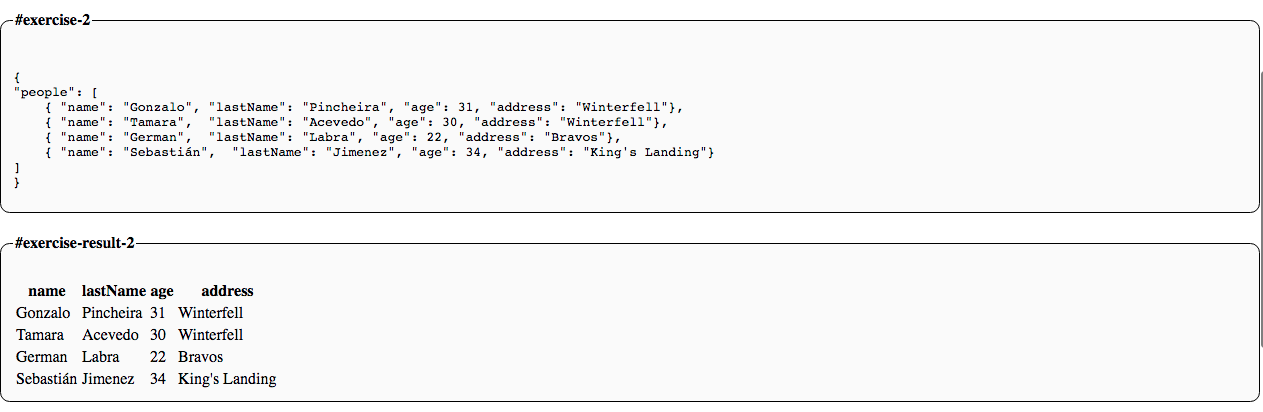 #exercise-2
{
"people": [
    { "name": "Gonzalo", "lastName": "Pincheira", "age": 31, "address": "Winterfell"},
    { "name": "Tamara",  "lastName": "Acevedo", "age": 30, "address": "Winterfell"},
    { "name": "German",  "lastName": "Labra", "age": 22, "address": "Bravos"},
    { "name": "Sebastián",  "lastName": "Jimenez", "age": 34, "address": "King's Landing"}
]
}
#exercise-result-2
name lastName age address
Gonzalo Pincheira 31 Winterfell
Tamara Acevedo 30 Winterfell
German Labra 22 Bravos
Sebastián Jimenez 34 King's Landing